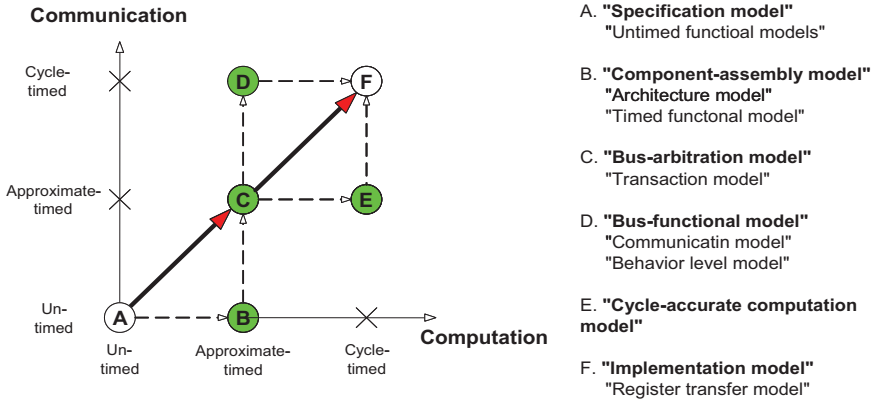 Communication
Cycle-
timed
D
F
Approximate-
timed
C
E
Un-
timed
A
B
Computation
Un-
timed
Approximate-
timed
Cycle-
timed
A. "Specification model"
"Untimed functioal models"
B. "Component-assembly model"
"Architecture model"
"Timed functonal model"
C. "Bus-arbitration model"
"Transaction model"
D. "Bus-functional model"
"Communicatin model"
"Behavior level model"
E. "Cycle-accurate computation
model"
F. "Implementation model"
"Register transfer model"